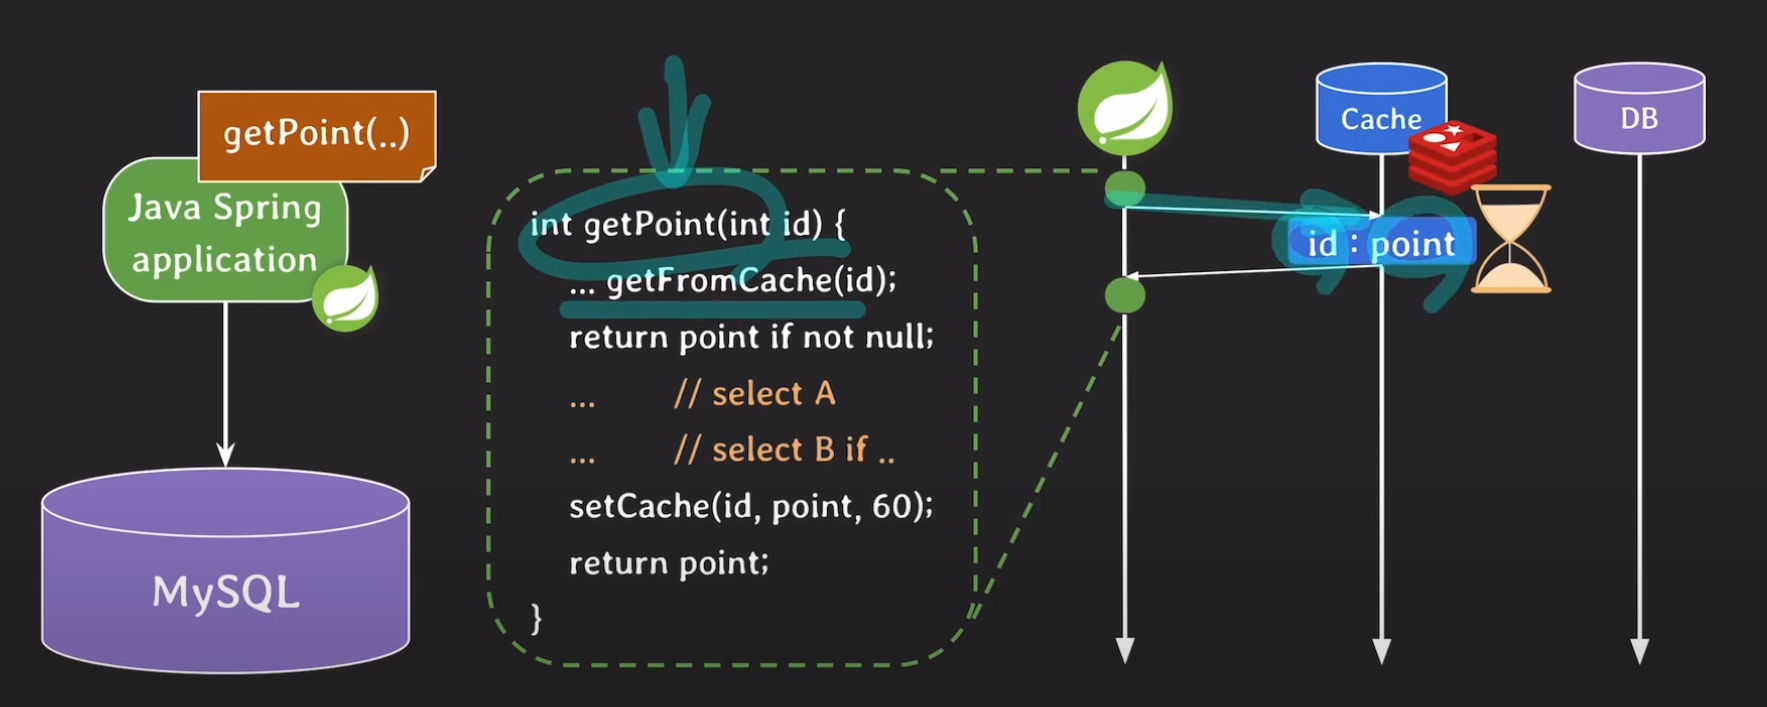 getPoint(..)
Java Spring
application
MySQL
int getPoint(int id) {
... getFromCache(id);
return point if not null;
... // select A
... // select B if ..
setCache(id, point, 60);
return point;
}
Cache
DB
id : point